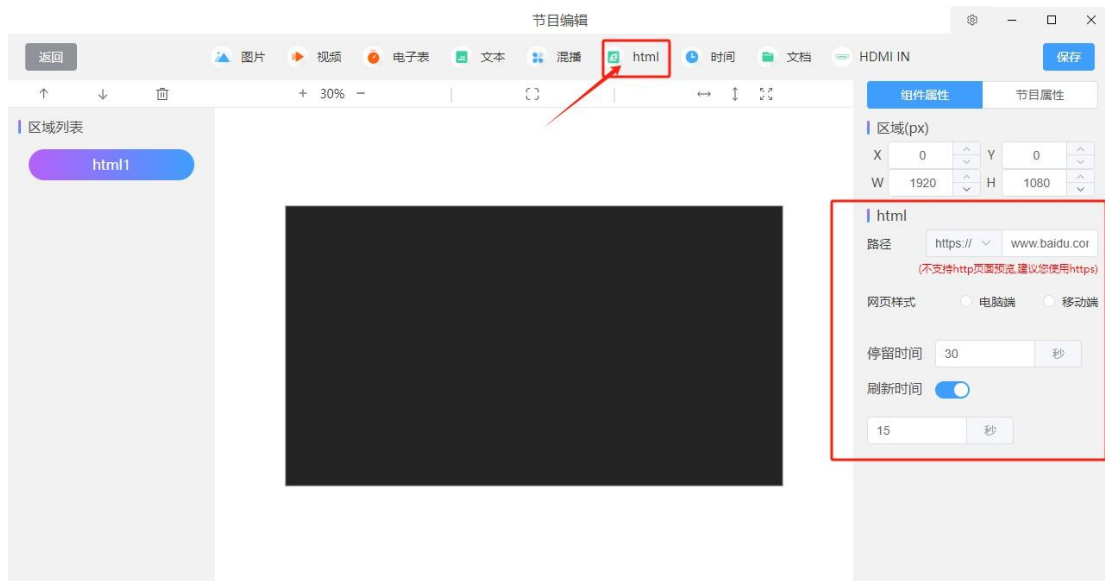 节目编辑
返回 图片 视频 电子表 文本 混播 html 时间 文档 HDMI IN 保存
+ 30% − 组件属性 节目属性
区域列表 区域(px)
html1 X 0 Y 0
W 1920 H 1080
html
路径 https:// www.baidu.cor
(不支持http页面预览,建议您使用https)
网页样式 电脑端 移动端
停留时间 30 秒
刷新时间
15 秒